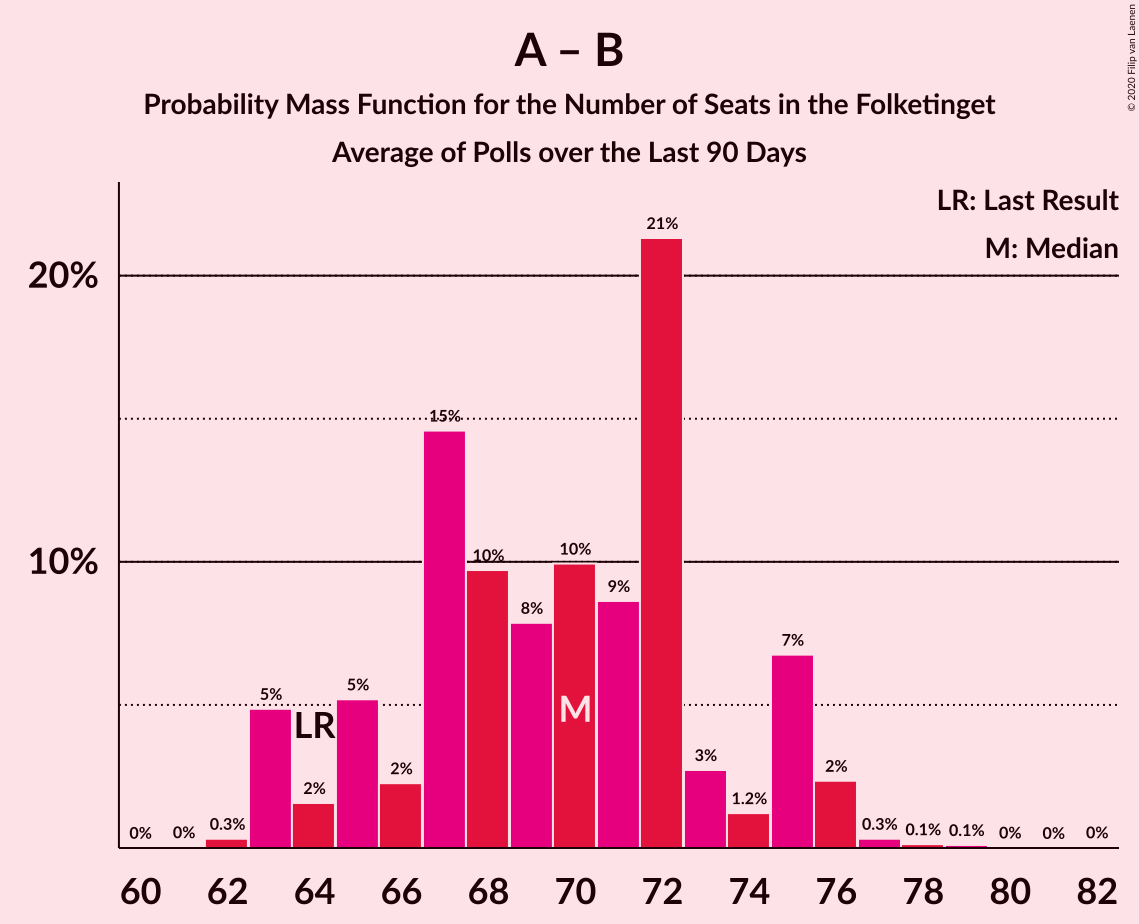 A – B
Probability Mass Function for the Number of Seats in the Folketinget
Average of Polls over the Last 90 Days
© 2020 Filip van Laenen
LR: Last Result
M: Median
20%
10%
0% 0% 0.3% 5% 2% 5% 2% 15% 10% 8% 10% 9% 21% 3% 1.2% 7% 2% 0.3% 0.1% 0.1% 0% 0% 0%
LR
M
60 62 64 66 68 70 72 74 76 78 80 82